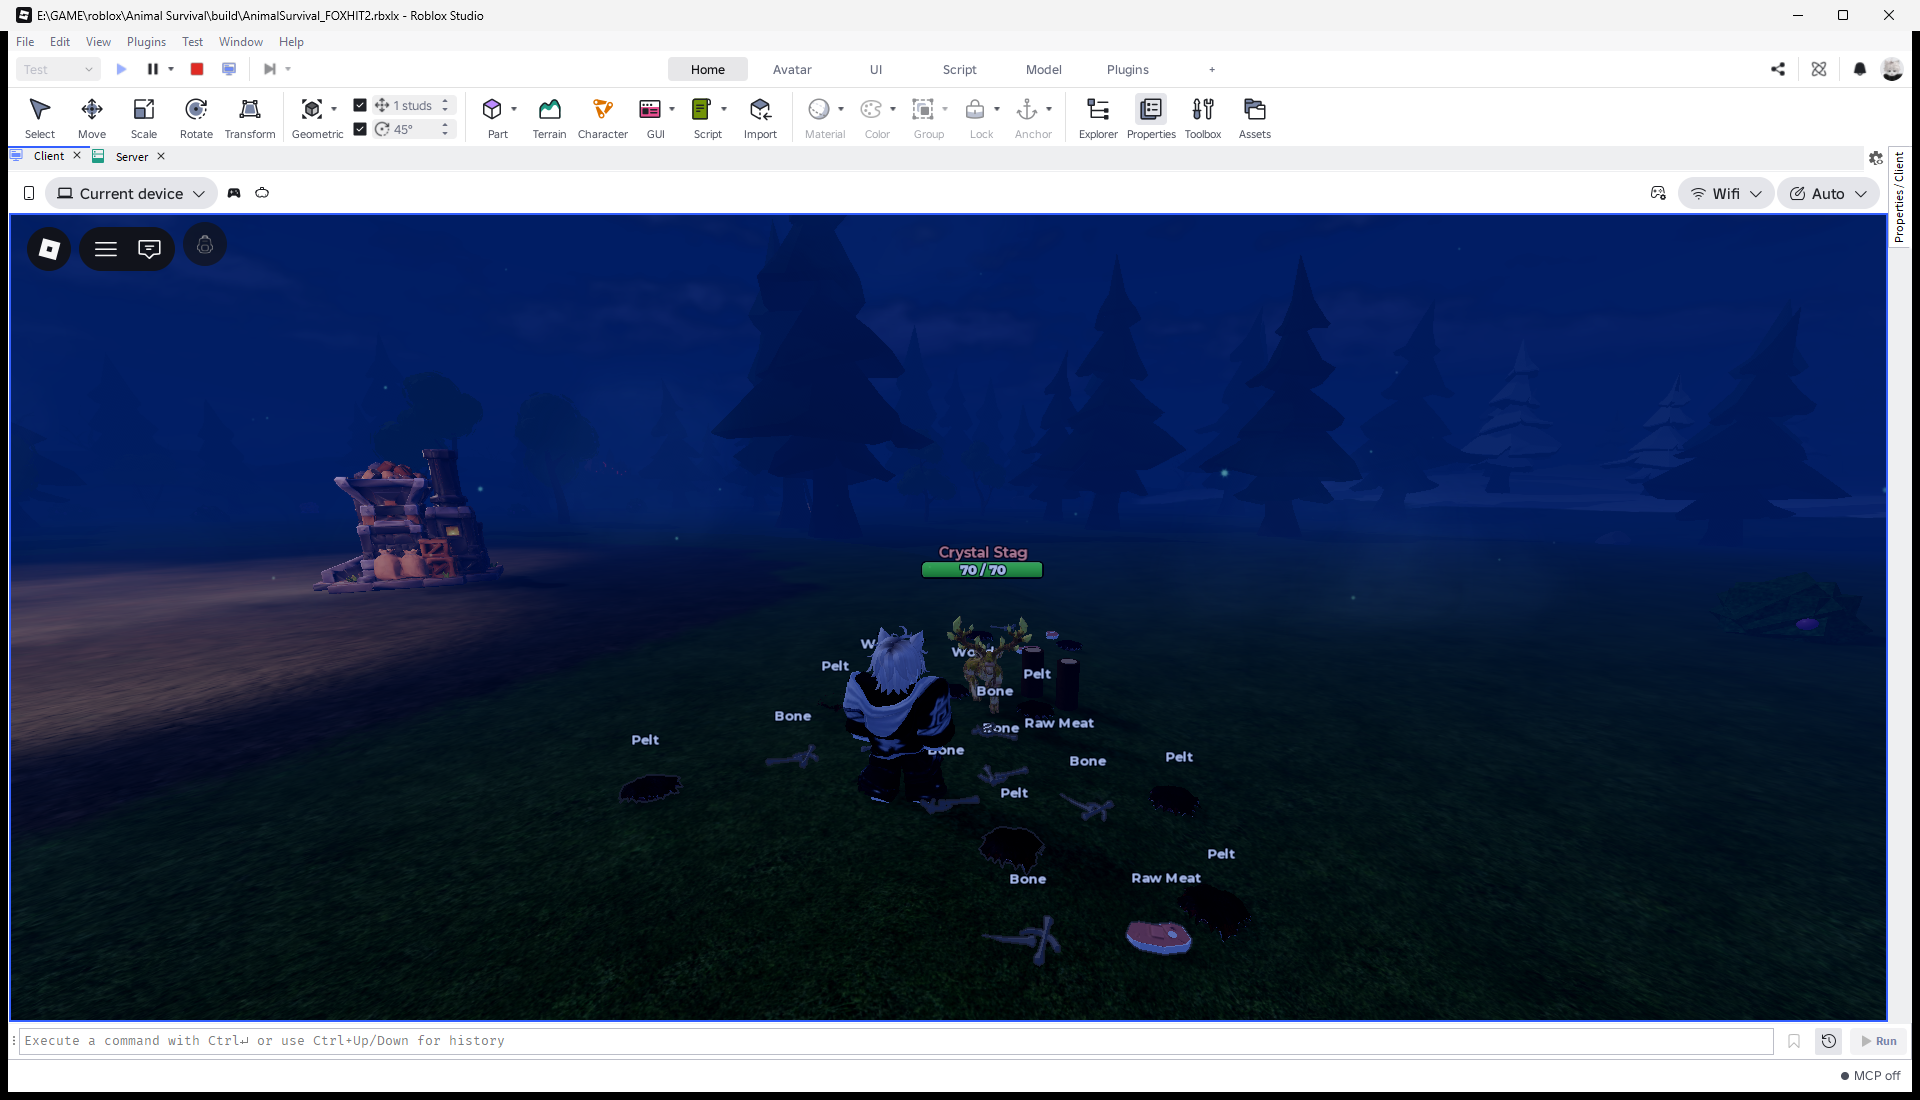 E:\GAME\roblox\Animal Survival\build\AnimalSurvival_FOXHIT2.rbxlx - Roblox Studio
File Edit View Plugins Test Window Help
Test
Home Avatar UI Script Model Plugins +
1 studs
45°
Select Move Scale Rotate Transform Geometric Part Terrain Character GUI Script Import Material Color Group Lock Anchor Explorer Properties Toolbox Assets
Client Server
Properties / Client
Current device
Wifi Auto
Crystal Stag
70 / 70
Pelt
Pelt
Bone
Bone
Bone
Raw Meat
Pelt
Bone
Bone
Pelt
Pelt
Pelt
Bone
Raw Meat
Execute a command with Ctrl↵ or use Ctrl+Up/Down for history
Run
MCP off